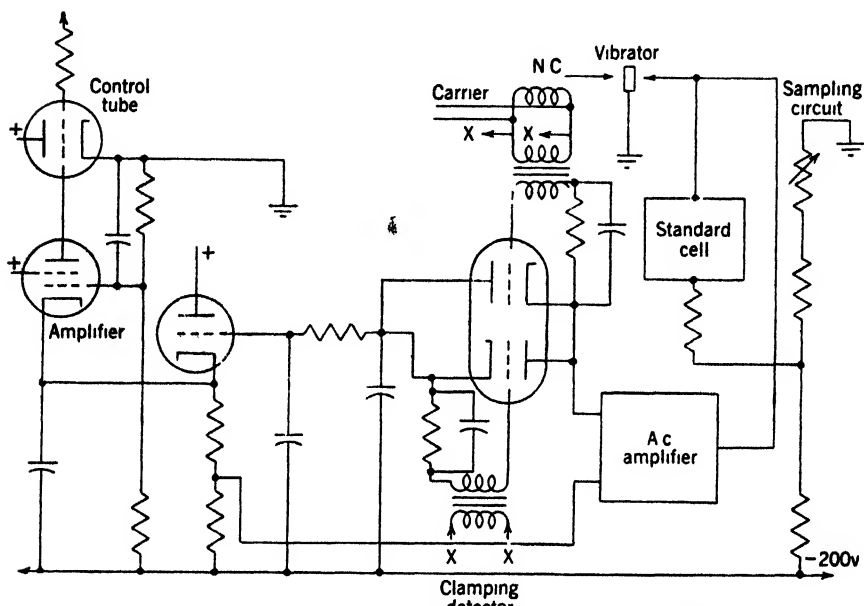 Control
tube
+
+
Amplifier
+
Carrier
X
X
N C
Vibrator
Sampling
circuit
Standard
cell
A c
amplifier
X
X
-200v
Clamping
detector